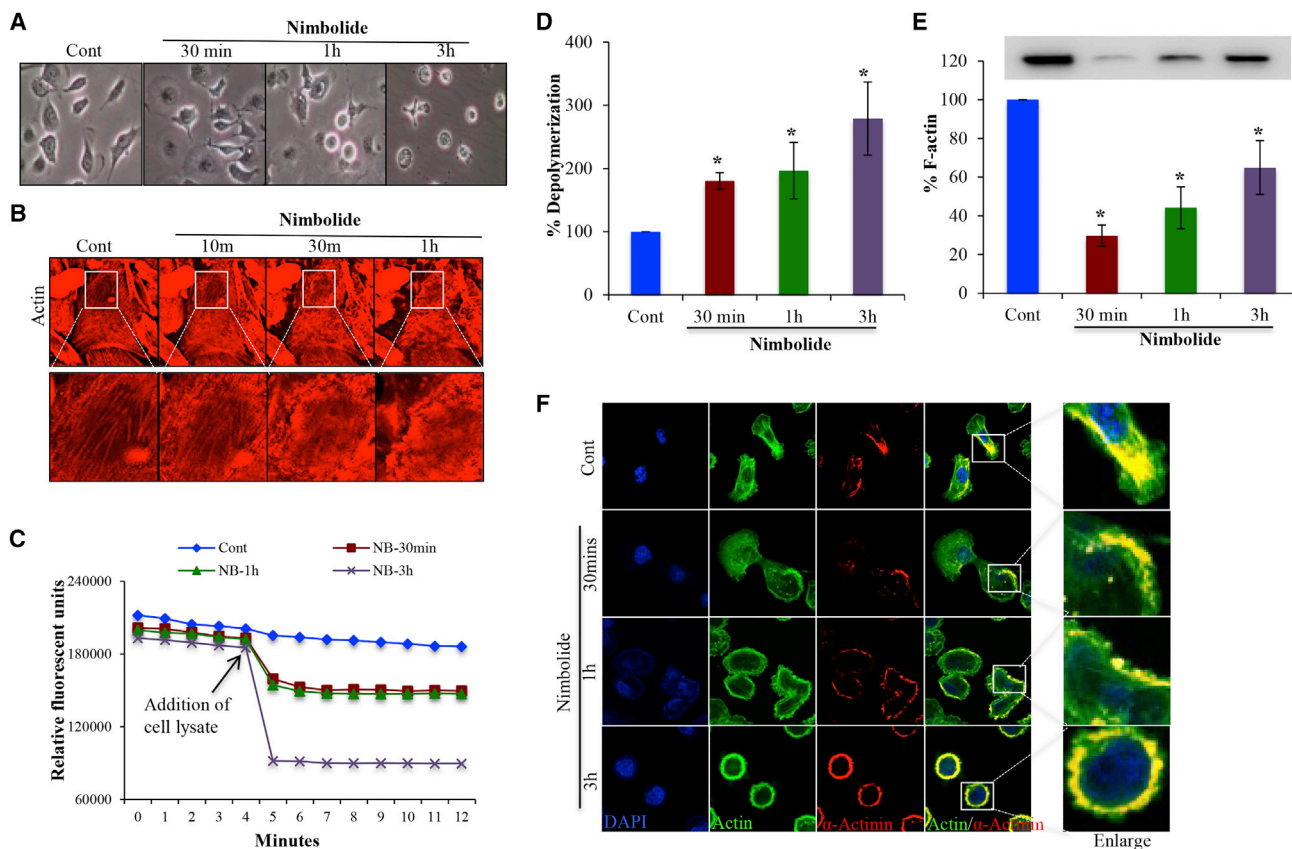 A
Nimbolide
Cont
30 min
1h
3h
B
Nimbolide
Cont
10m
30m
1h
Actin
C
Cont
NB-30min
NB-1h
NB-3h
Relative fluorescent units
240000
180000
120000
60000
Addition of
cell lysate
0 1 2 3 4 5 6 7 8 9 10 11 12
Minutes
D
% Depolymerization
400
300
200
100
0
*
*
*
Cont
30 min
1h
3h
Nimbolide
E
% F-actin
120
100
80
60
40
20
0
*
*
*
Cont
30 min
1h
3h
Nimbolide
F
Cont
30mins
Nimbolide
1h
3h
DAPI
Actin
α-Actinin
Actin/α-Actinin
Enlarge